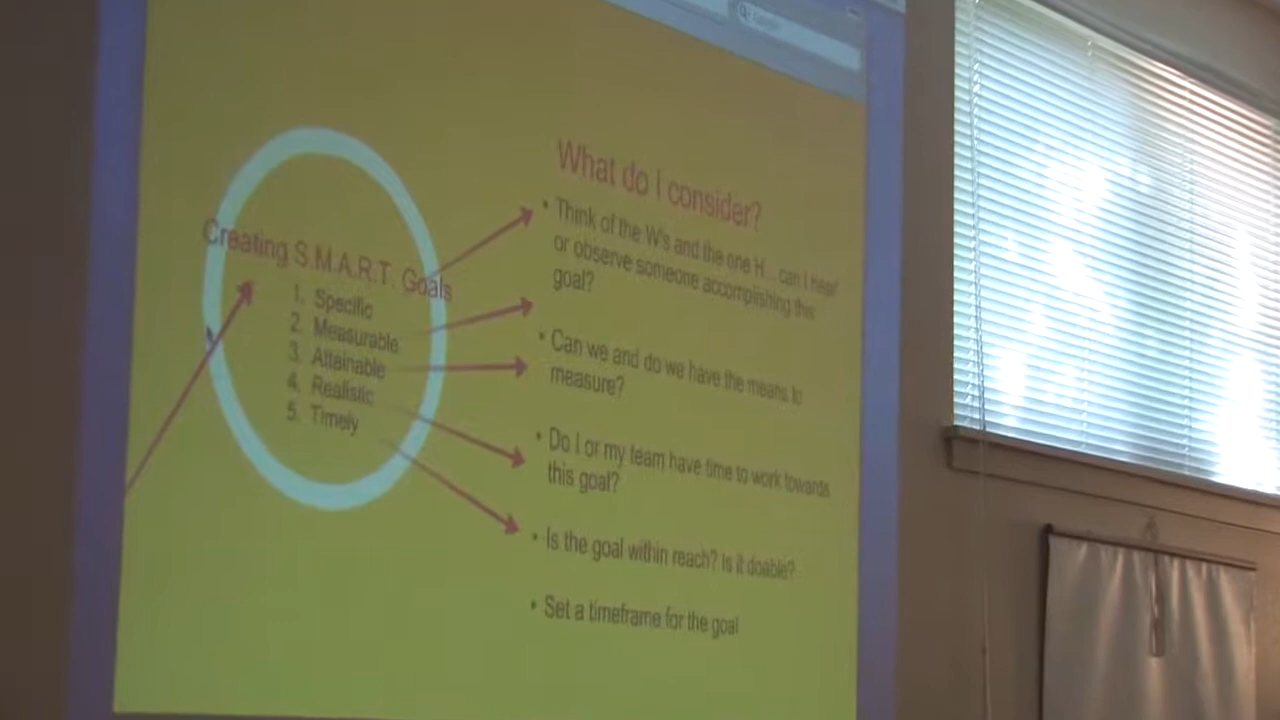 Creating S.M.A.R.T. Goals
1. Specific
2. Measurable
3. Attainable
4. Realistic
5. Timely
What do I consider?
• Think of the W's and the one H... can I hear
or observe someone accomplishing this
goal?
• Can we and do we have the means to
measure?
• Do I or my team have time to work towards
this goal?
• Is the goal within reach? Is it doable?
• Set a timeframe for the goal